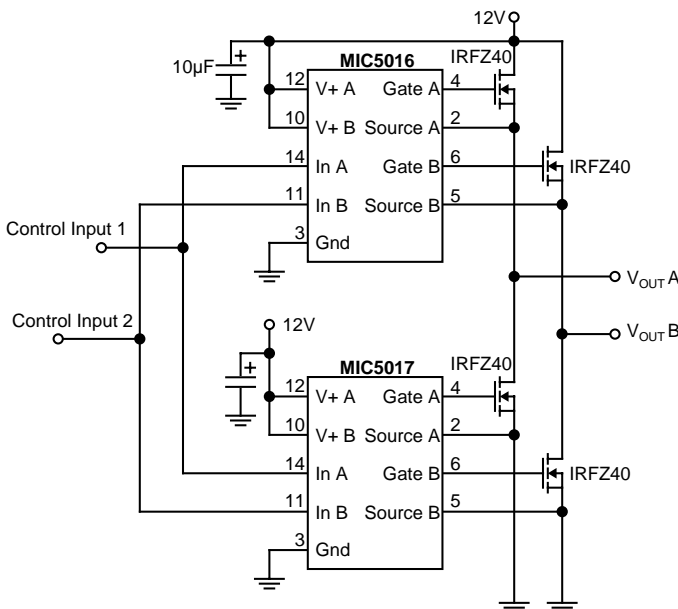 12V
IRFZ40
10µF
+
MIC5016
12 V+ A Gate A 4
10 V+ B Source A 2
14 In A Gate B 6
IRFZ40
11 In B Source B 5
3 Gnd
Control Input 1
V_OUT A
Control Input 2
12V
V_OUT B
IRFZ40
+
MIC5017
12 V+ A Gate A 4
10 V+ B Source A 2
14 In A Gate B 6
IRFZ40
11 In B Source B 5
3 Gnd